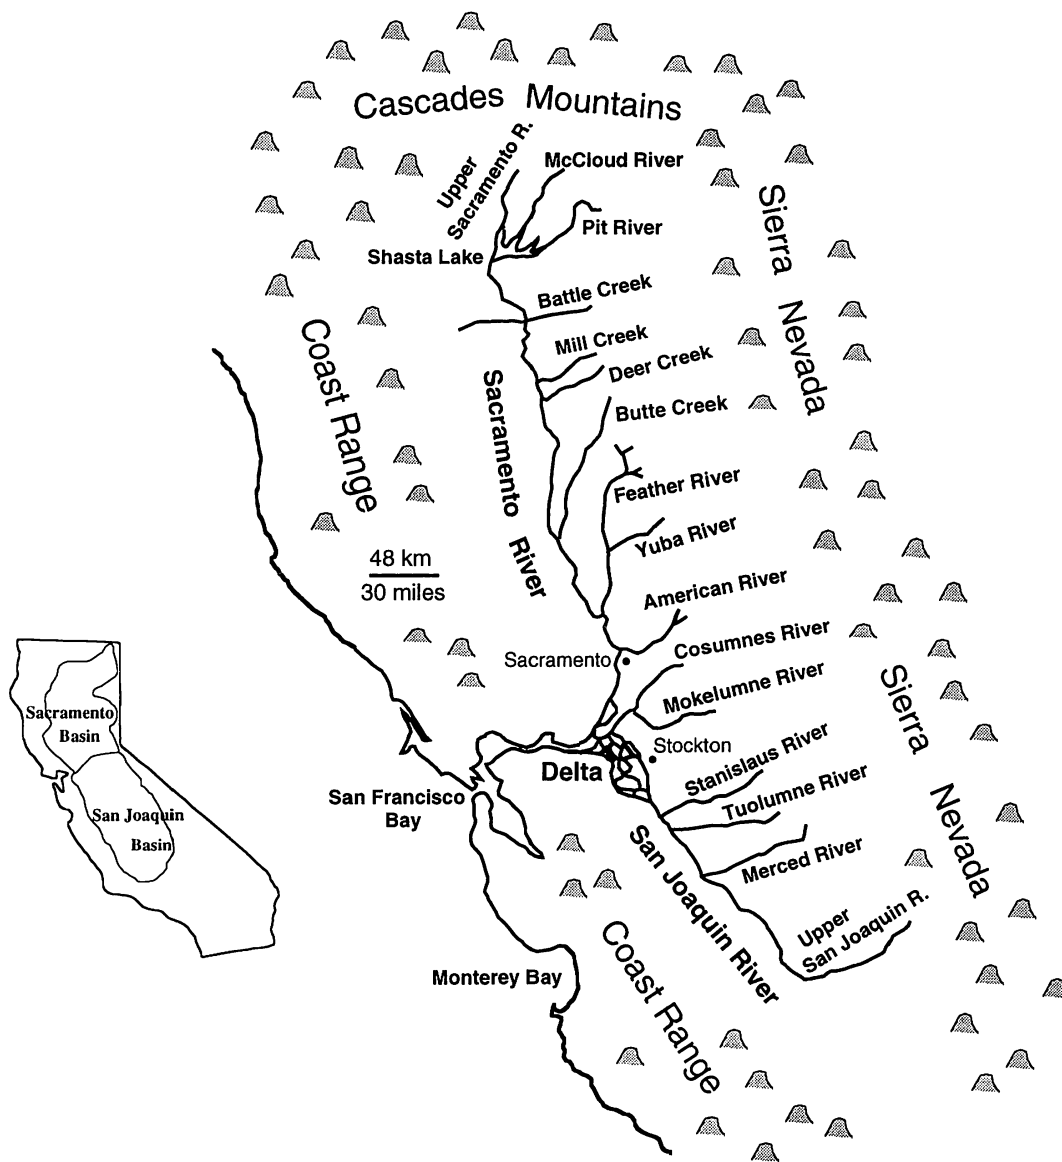 Cascades Mountains
Upper
Sacramento R.
McCloud River
Pit River
Shasta Lake
Sierra Nevada
Battle Creek
Mill Creek
Deer Creek
Coast Range
Sacramento River
Butte Creek
Feather River
Yuba River
48 km
30 miles
American River
Cosumnes River
Sacramento
Mokelumne River
Sierra Nevada
Sacramento
Basin
Stockton
Delta
Stanislaus River
Tuolumne River
San Francisco
Bay
San Joaquin
Basin
San Joaquin River
Merced River
Upper
San Joaquin R.
Coast Range
Monterey Bay